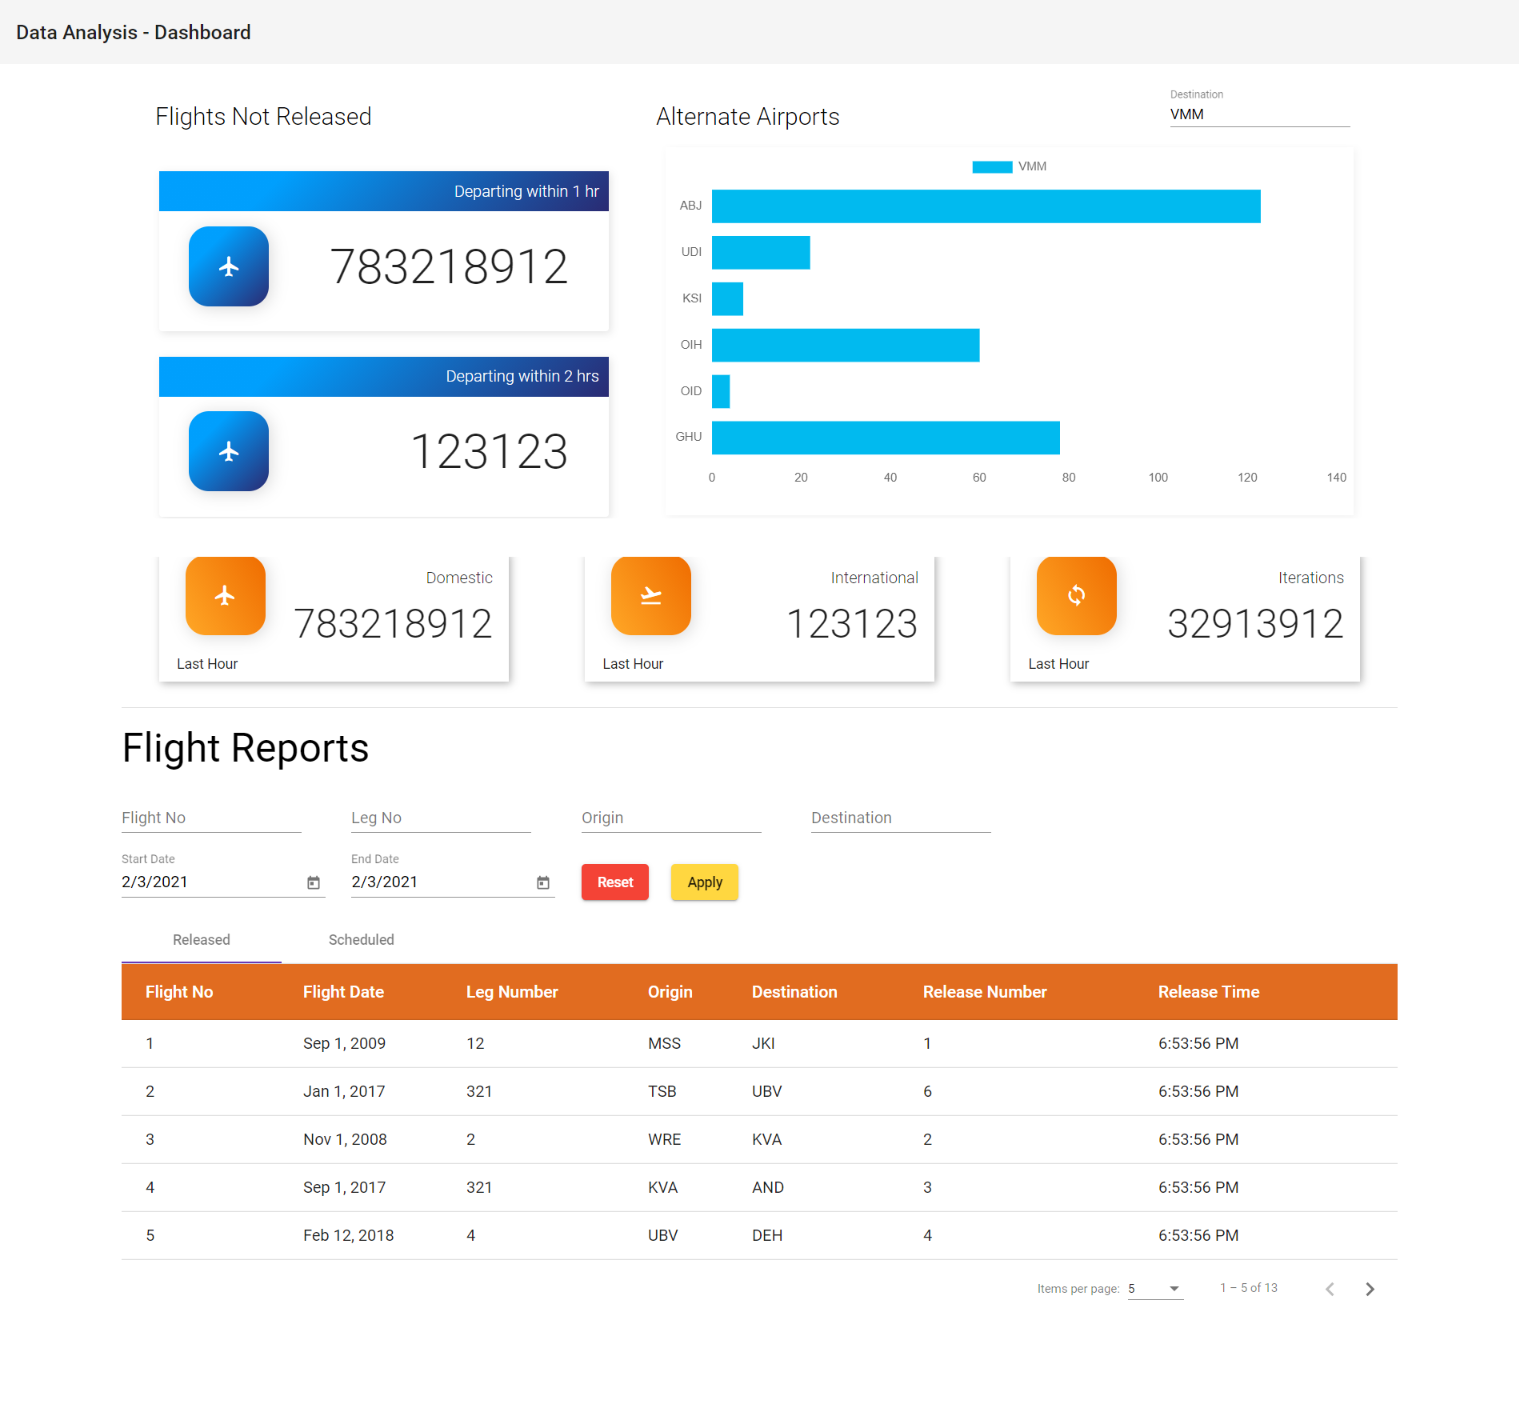 Data Analysis - Dashboard
Flights Not Released
Departing within 1 hr
783218912
Departing within 2 hrs
123123
Alternate Airports
Destination
VMM
VMM
ABJ
UDI
KSI
OIH
OID
GHU
0 20 40 60 80 100 120 140
Domestic
783218912
Last Hour
International
123123
Last Hour
Iterations
32913912
Last Hour
Flight Reports
Flight No Leg No Origin Destination
Start Date End Date
2/3/2021 2/3/2021 Reset Apply
Released Scheduled
Flight No Flight Date Leg Number Origin Destination Release Number Release Time
1 Sep 1, 2009 12 MSS JKI 1 6:53:56 PM
2 Jan 1, 2017 321 TSB UBV 6 6:53:56 PM
3 Nov 1, 2008 2 WRE KVA 2 6:53:56 PM
4 Sep 1, 2017 321 KVA AND 3 6:53:56 PM
5 Feb 12, 2018 4 UBV DEH 4 6:53:56 PM
Items per page: 5 1 – 5 of 13